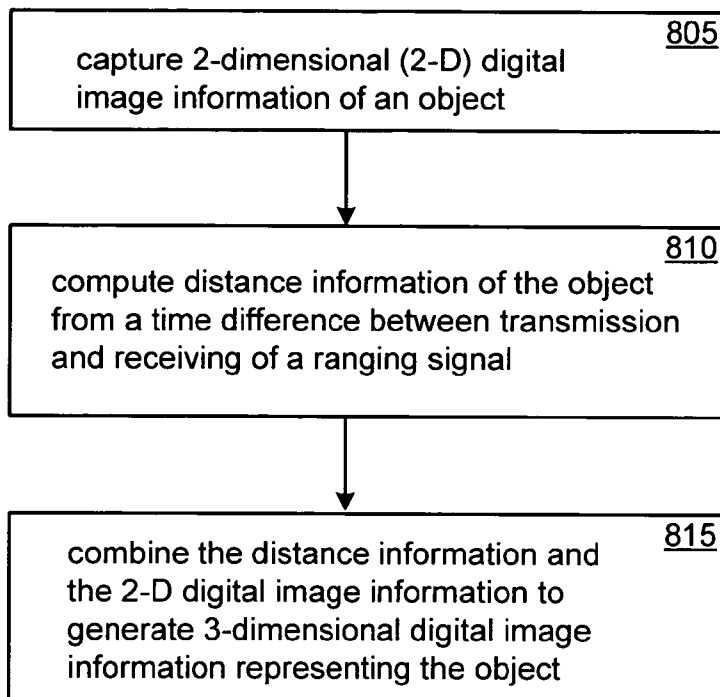 805
capture 2-dimensional (2-D) digital
image information of an object
810
compute distance information of the object
from a time difference between transmission
and receiving of a ranging signal
815
combine the distance information and
the 2-D digital image information to
generate 3-dimensional digital image
information representing the object